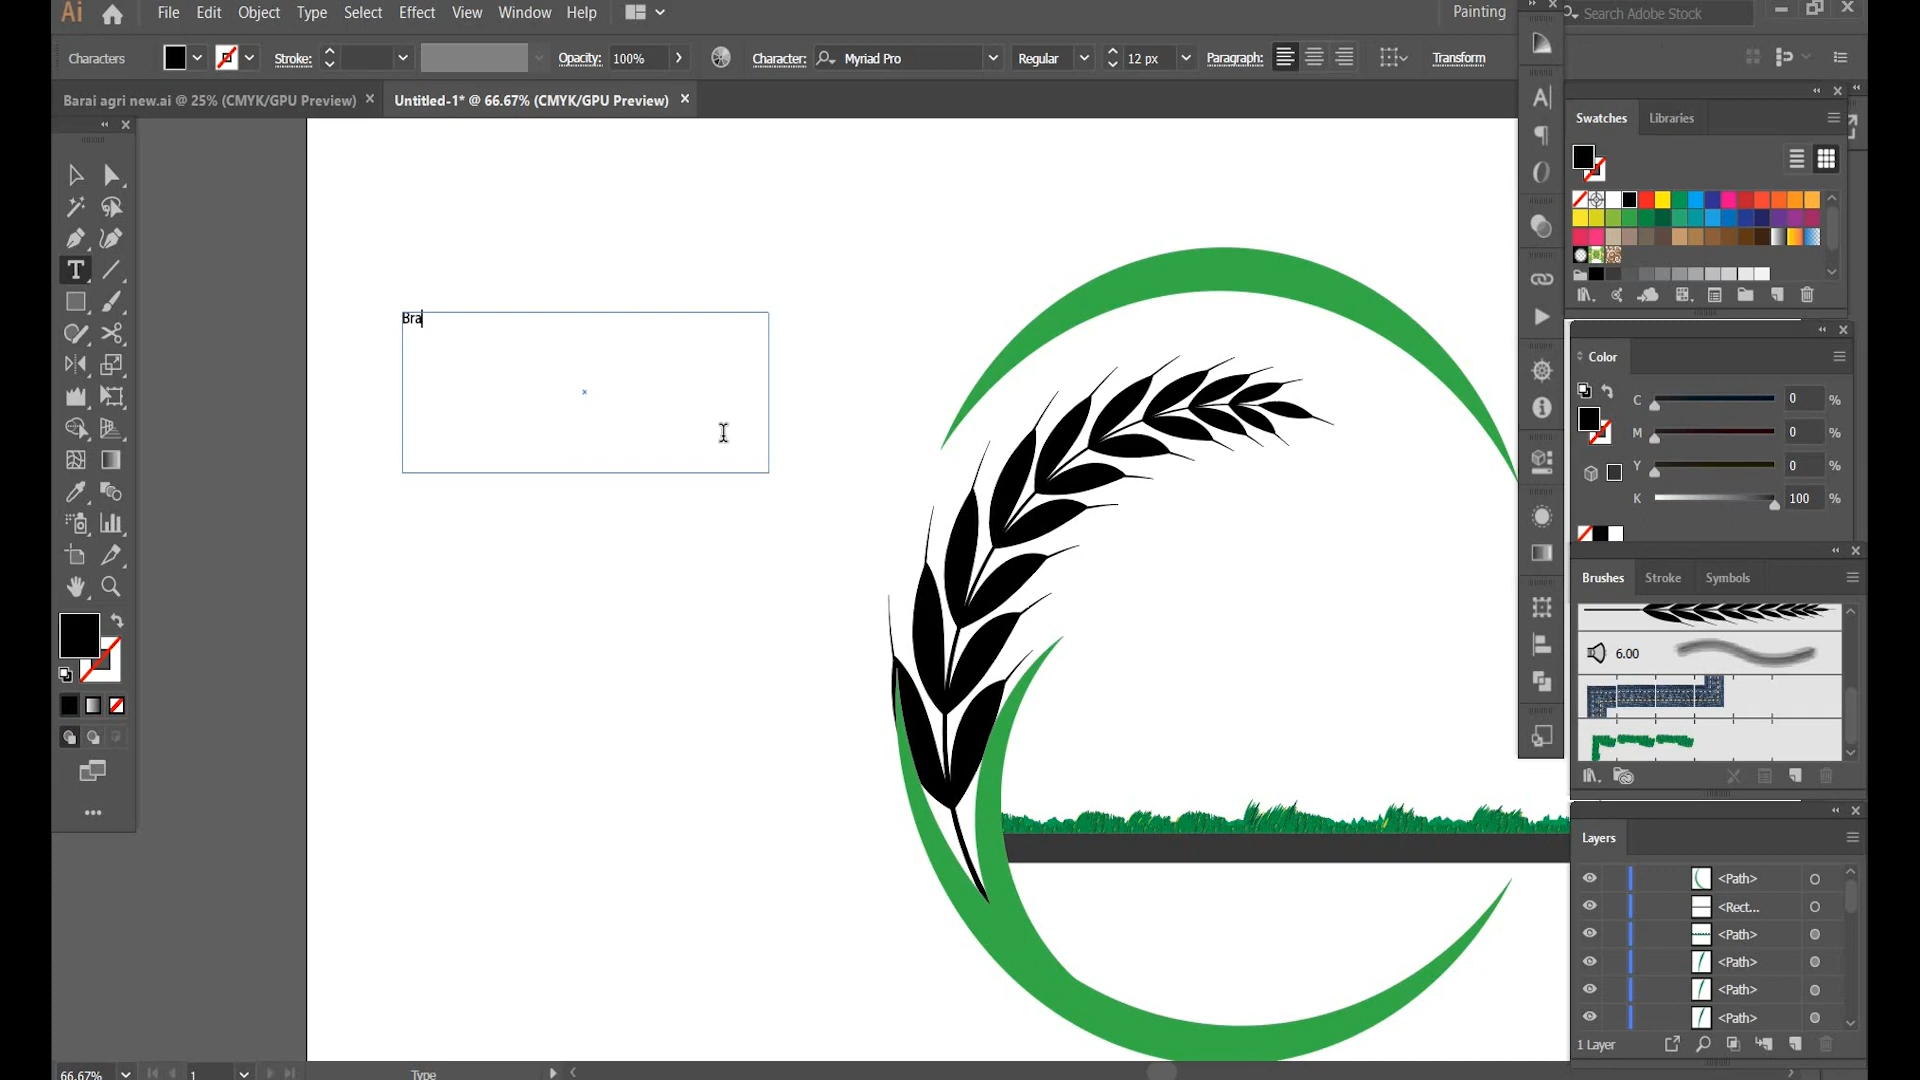 Ai File Edit Object Type Select Effect View Window Help Painting Search Adobe Stock
Characters Stroke: Opacity: 100% Character: Myriad Pro Regular 12 px Paragraph: Transform
Barai agri new.ai @ 25% (CMYK/GPU Preview) × Untitled-1* @ 66.67% (CMYK/GPU Preview) ×
Swatches Libraries
Bra
Color
C 0 %
M 0 %
Y 0 %
K 100 %
Brushes Stroke Symbols
6.00
Layers
<Path>
<Rect...
<Path>
<Path>
<Path>
<Path>
1 Layer
66.67% 1 Type